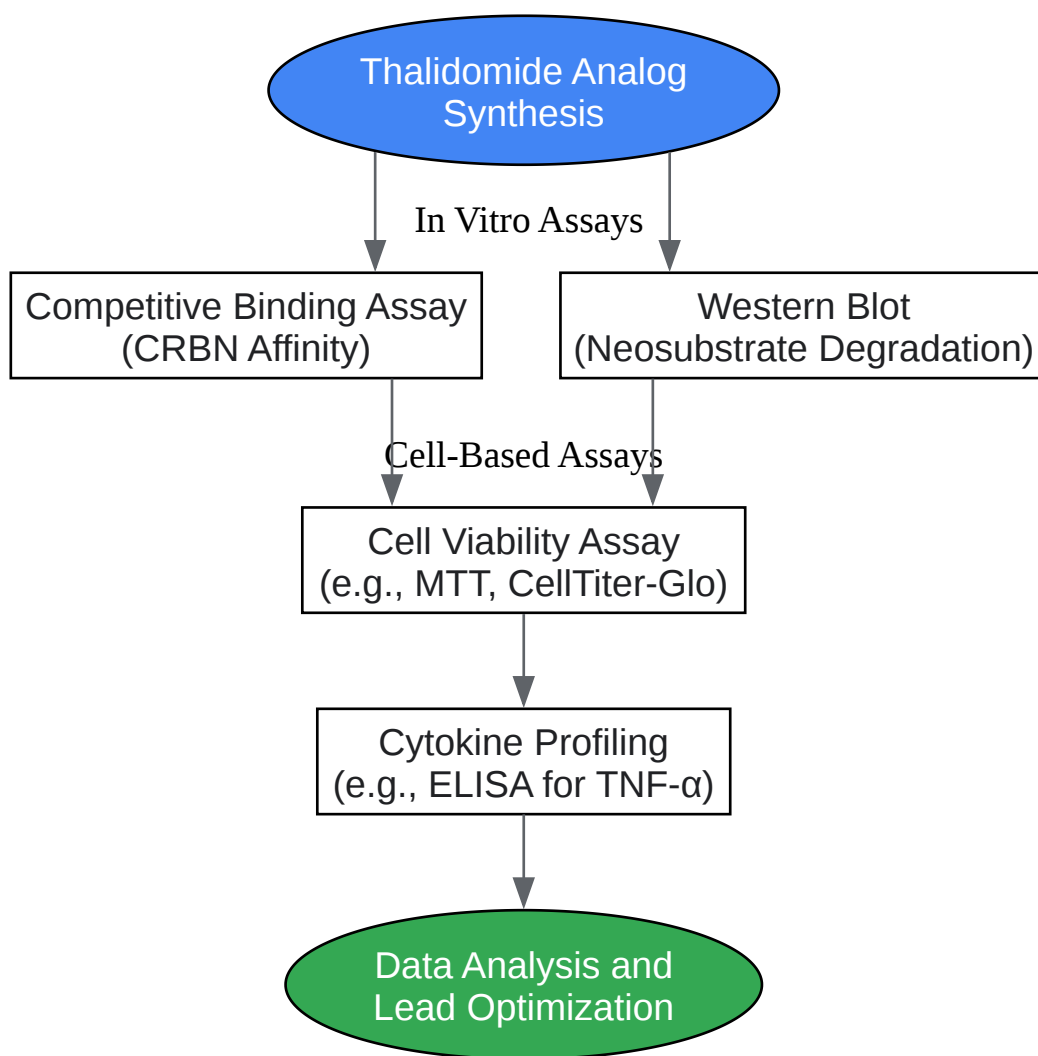 Thalidomide Analog
Synthesis
In Vitro Assays
Competitive Binding Assay
(CRBN Affinity)
Western Blot
(Neosubstrate Degradation)
Cell-Based Assays
Cell Viability Assay
(e.g., MTT, CellTiter-Glo)
Cytokine Profiling
(e.g., ELISA for TNF-α)
Data Analysis and
Lead Optimization